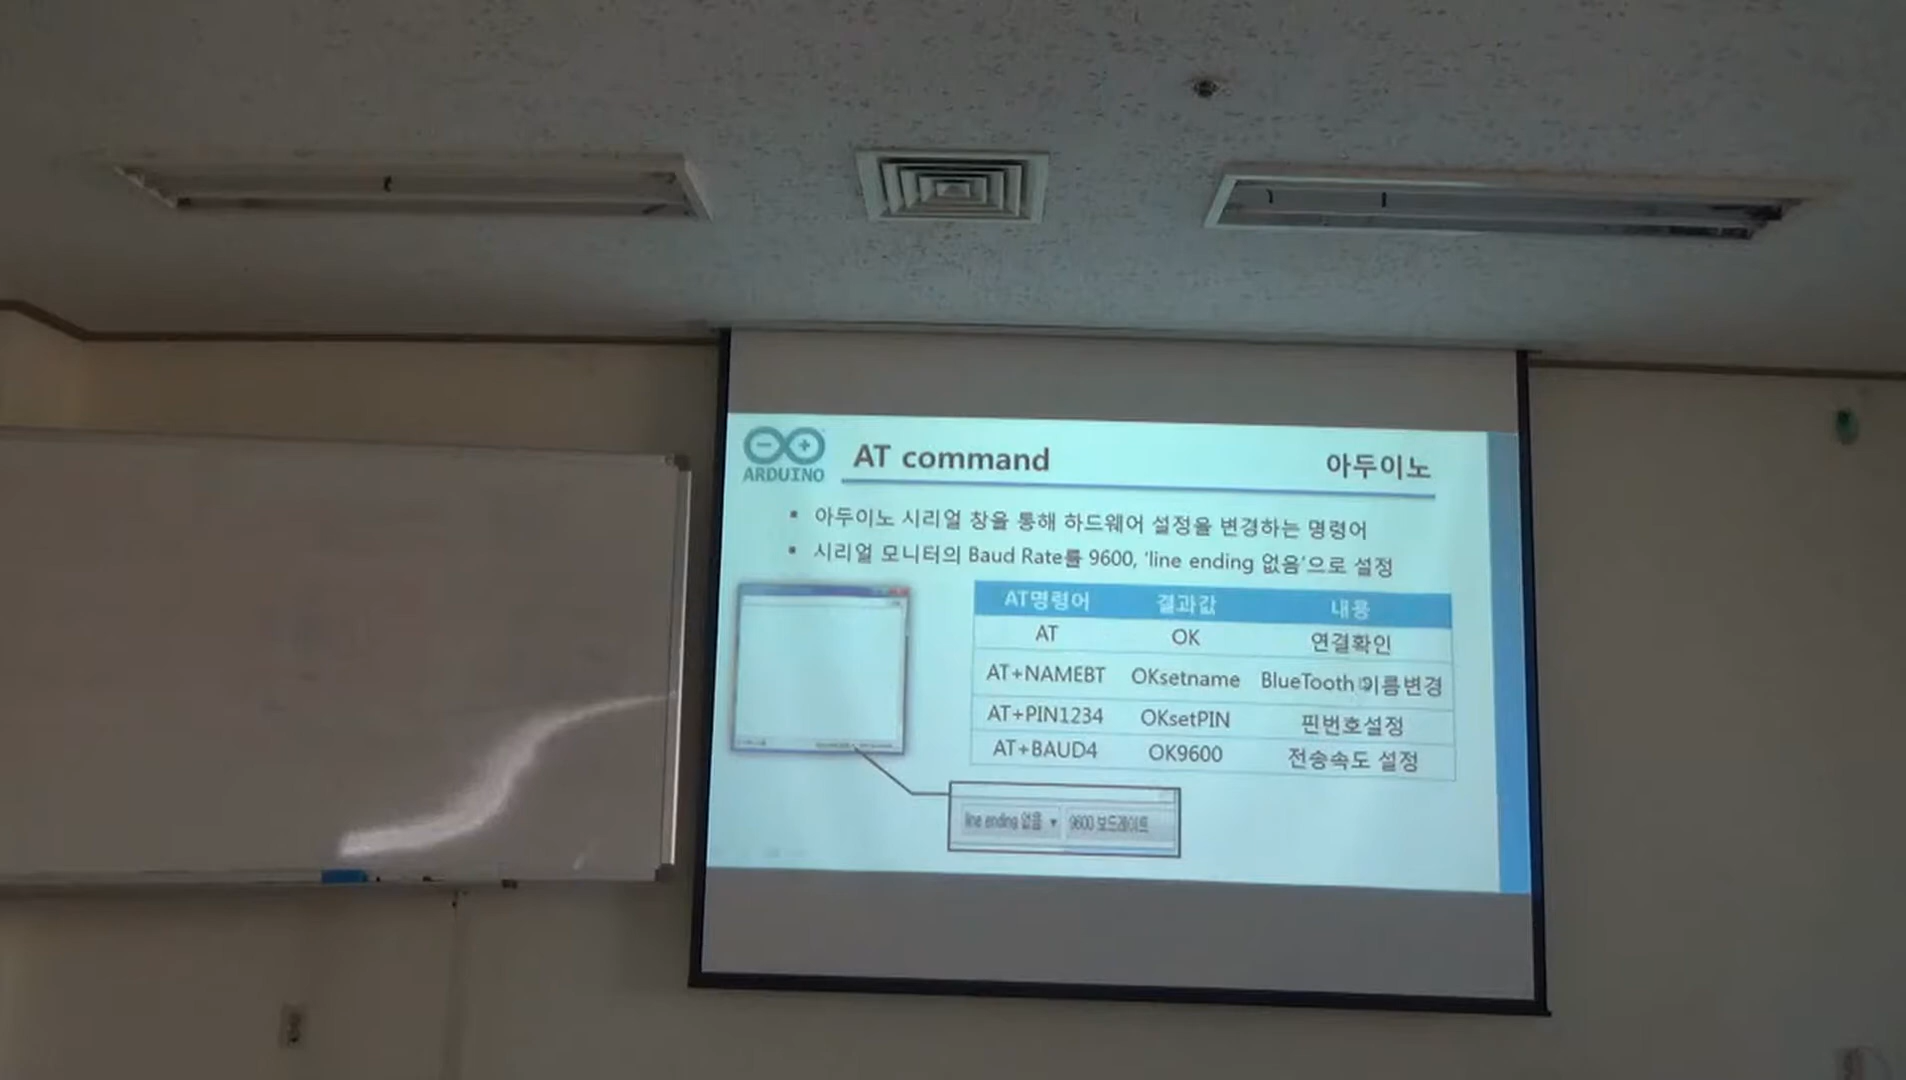 ARDUINO
AT command
아두이노
▪ 아두이노 시리얼 창을 통해 하드웨어 설정을 변경하는 명령어
▪ 시리얼 모니터의 Baud Rate를 9600, 'line ending 없음'으로 설정
AT명령어 결과값 내용
AT OK 연결확인
AT+NAMEBT OKsetname BlueTooth 이름변경
AT+PIN1234 OKsetPIN 핀번호설정
AT+BAUD4 OK9600 전송속도 설정
line ending 없음 9600 보드레이트